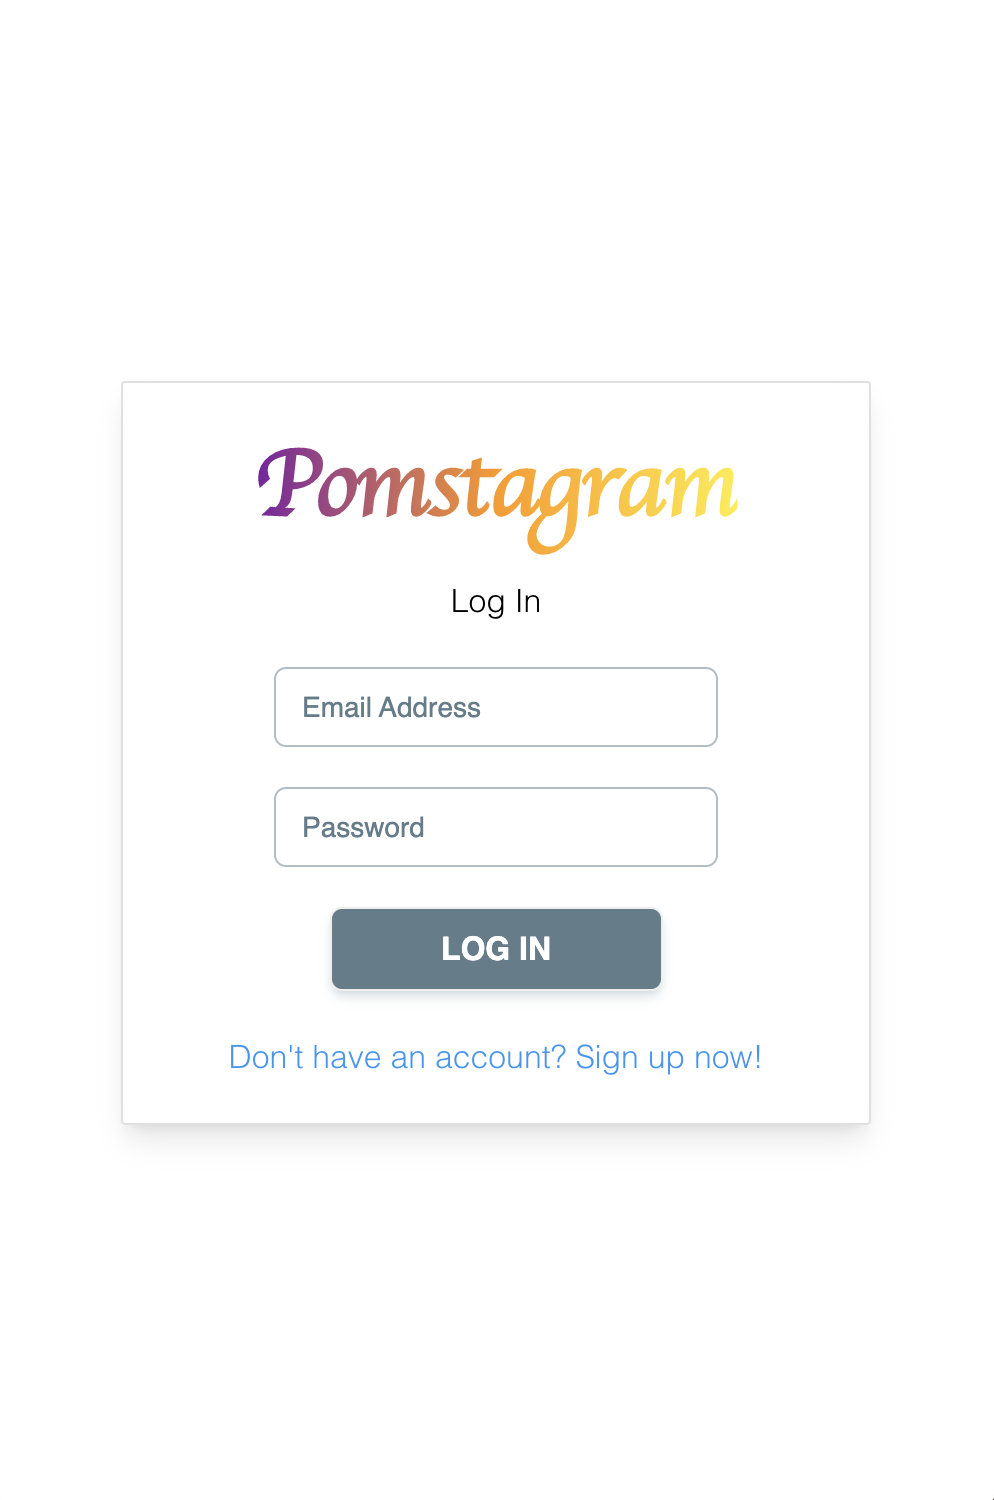 Pomstagram
Log In
Email Address
Password
LOG IN
Don't have an account? Sign up now!